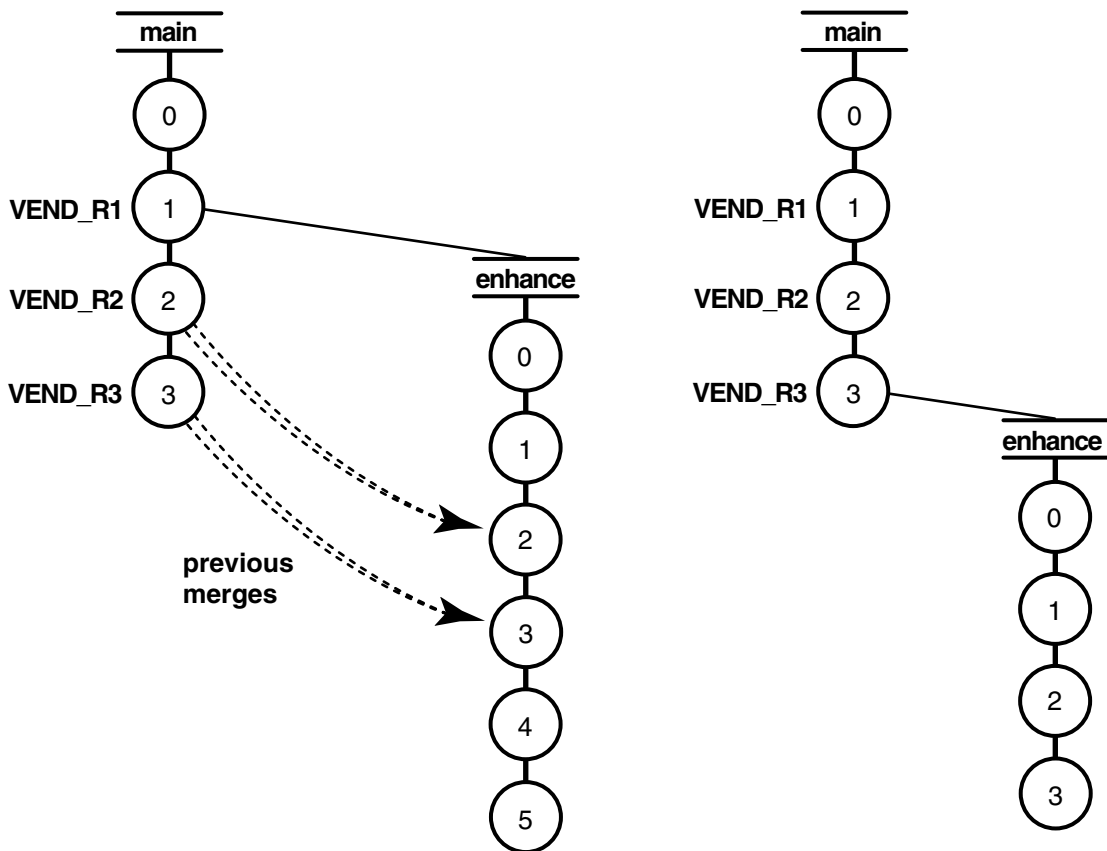 main
0
VEND_R1 1
VEND_R2 2
VEND_R3 3
enhance
0
1
2
3
4
5
previous
merges
main
0
VEND_R1 1
VEND_R2 2
VEND_R3 3
enhance
0
1
2
3